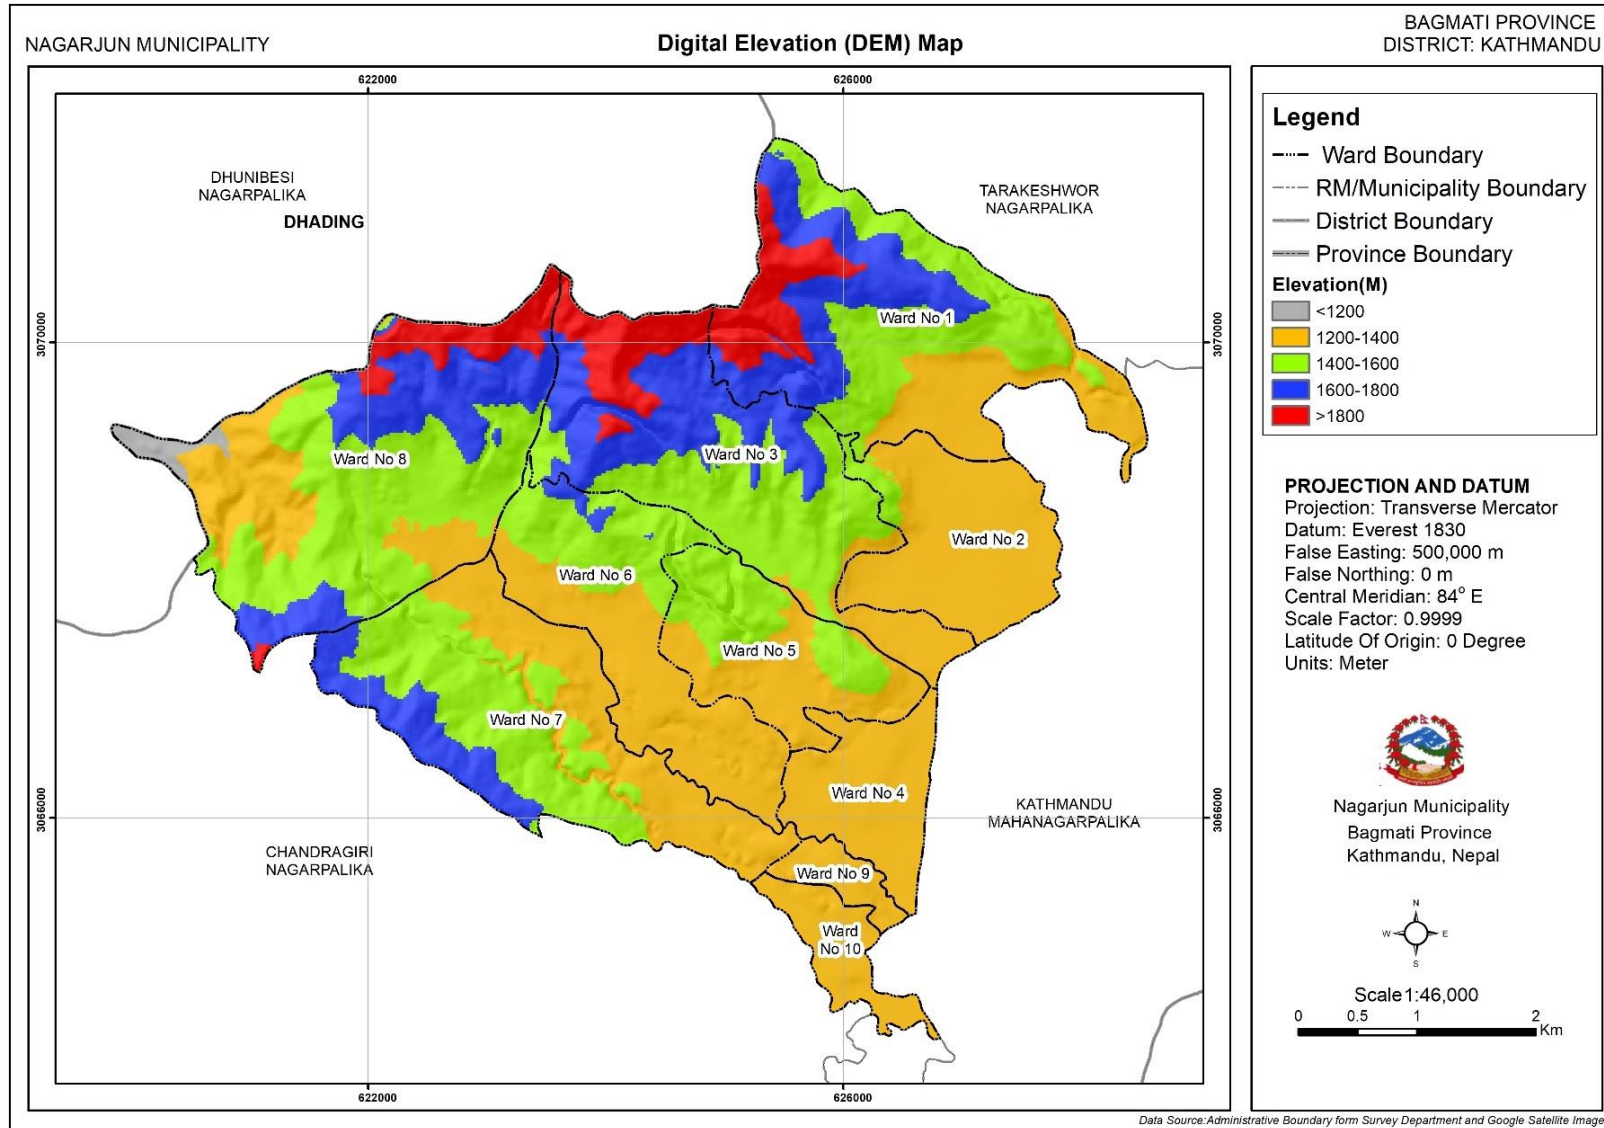 NAGARJUN MUNICIPALITY
Digital Elevation (DEM) Map
BAGMATI PROVINCE
DISTRICT: KATHMANDU
622000
626000
DHUNIBESI
NAGARPALIKA
DHADING
TARAKESHWOR
NAGARPALIKA
3070000
3070000
Ward No 1
Ward No 8
Ward No 3
Ward No 2
Ward No 6
Ward No 5
Ward No 7
Ward No 4
3066000
3066000
KATHMANDU
MAHANAGARPALIKA
CHANDRAGIRI
NAGARPALIKA
Ward No 9
Ward
No 10
622000
626000
Legend
Ward Boundary
RM/Municipality Boundary
District Boundary
Province Boundary
Elevation(M)
<1200
1200-1400
1400-1600
1600-1800
>1800
PROJECTION AND DATUM
Projection: Transverse Mercator
Datum: Everest 1830
False Easting: 500,000 m
False Northing: 0 m
Central Meridian: 84° E
Scale Factor: 0.9999
Latitude Of Origin: 0 Degree
Units: Meter
Nagarjun Municipality
Bagmati Province
Kathmandu, Nepal
N
W E
S
Scale1:46,000
0 0.5 1 2
Km
Data Source:Administrative Boundary form Survey Department and Google Satellite Image